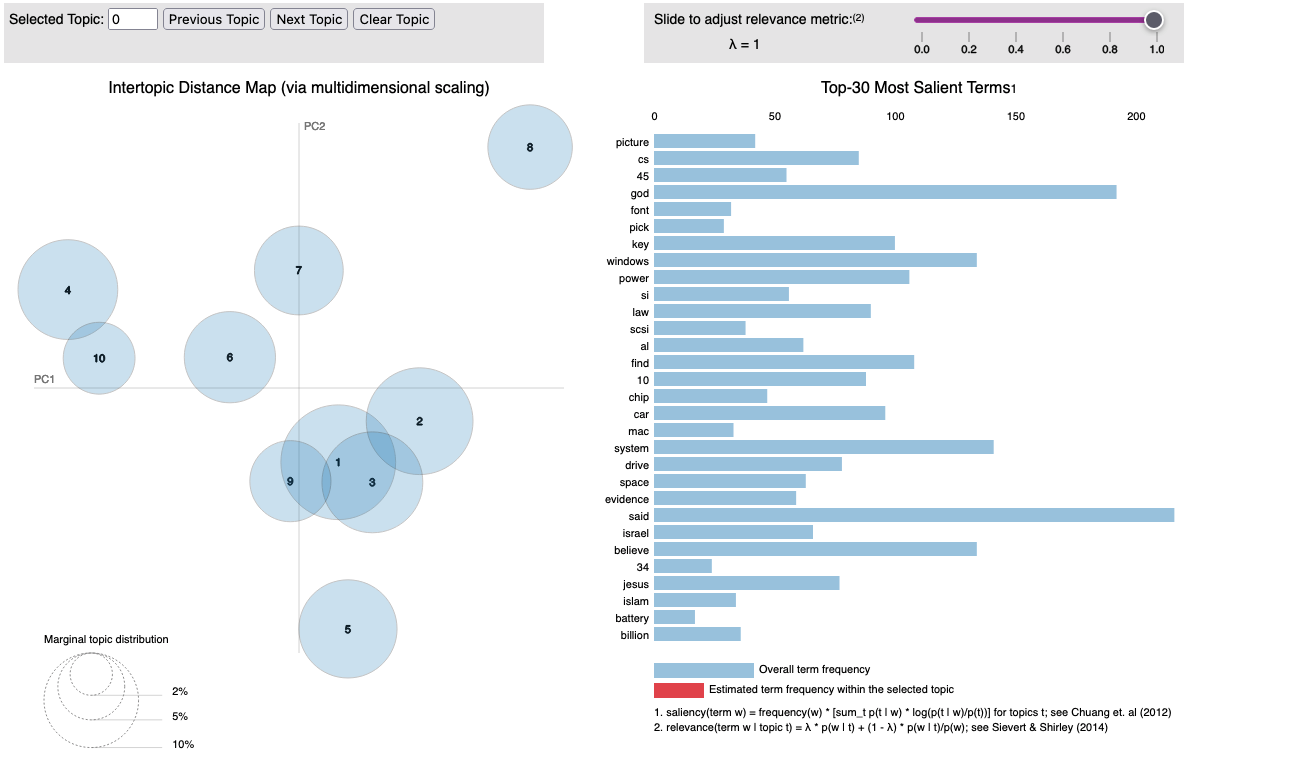 Selected Topic: 0 Previous Topic Next Topic Clear Topic
Slide to adjust relevance metric:(2)
λ = 1
0.0 0.2 0.4 0.6 0.8 1.0
Intertopic Distance Map (via multidimensional scaling)
PC2
PC1
8
7
4
10
6
2
1
9
3
5
Marginal topic distribution
2%
5%
10%
Top-30 Most Salient Terms1
0 50 100 150 200
picture
cs
45
god
font
pick
key
windows
power
si
law
scsi
al
find
10
chip
car
mac
system
drive
space
evidence
said
israel
believe
34
jesus
islam
battery
billion
Overall term frequency
Estimated term frequency within the selected topic
1. saliency(term w) = frequency(w) * [sum_t p(t | w) * log(p(t | w)/p(t))] for topics t; see Chuang et. al (2012)
2. relevance(term w | topic t) = λ * p(w | t) + (1 - λ) * p(w | t)/p(w); see Sievert & Shirley (2014)